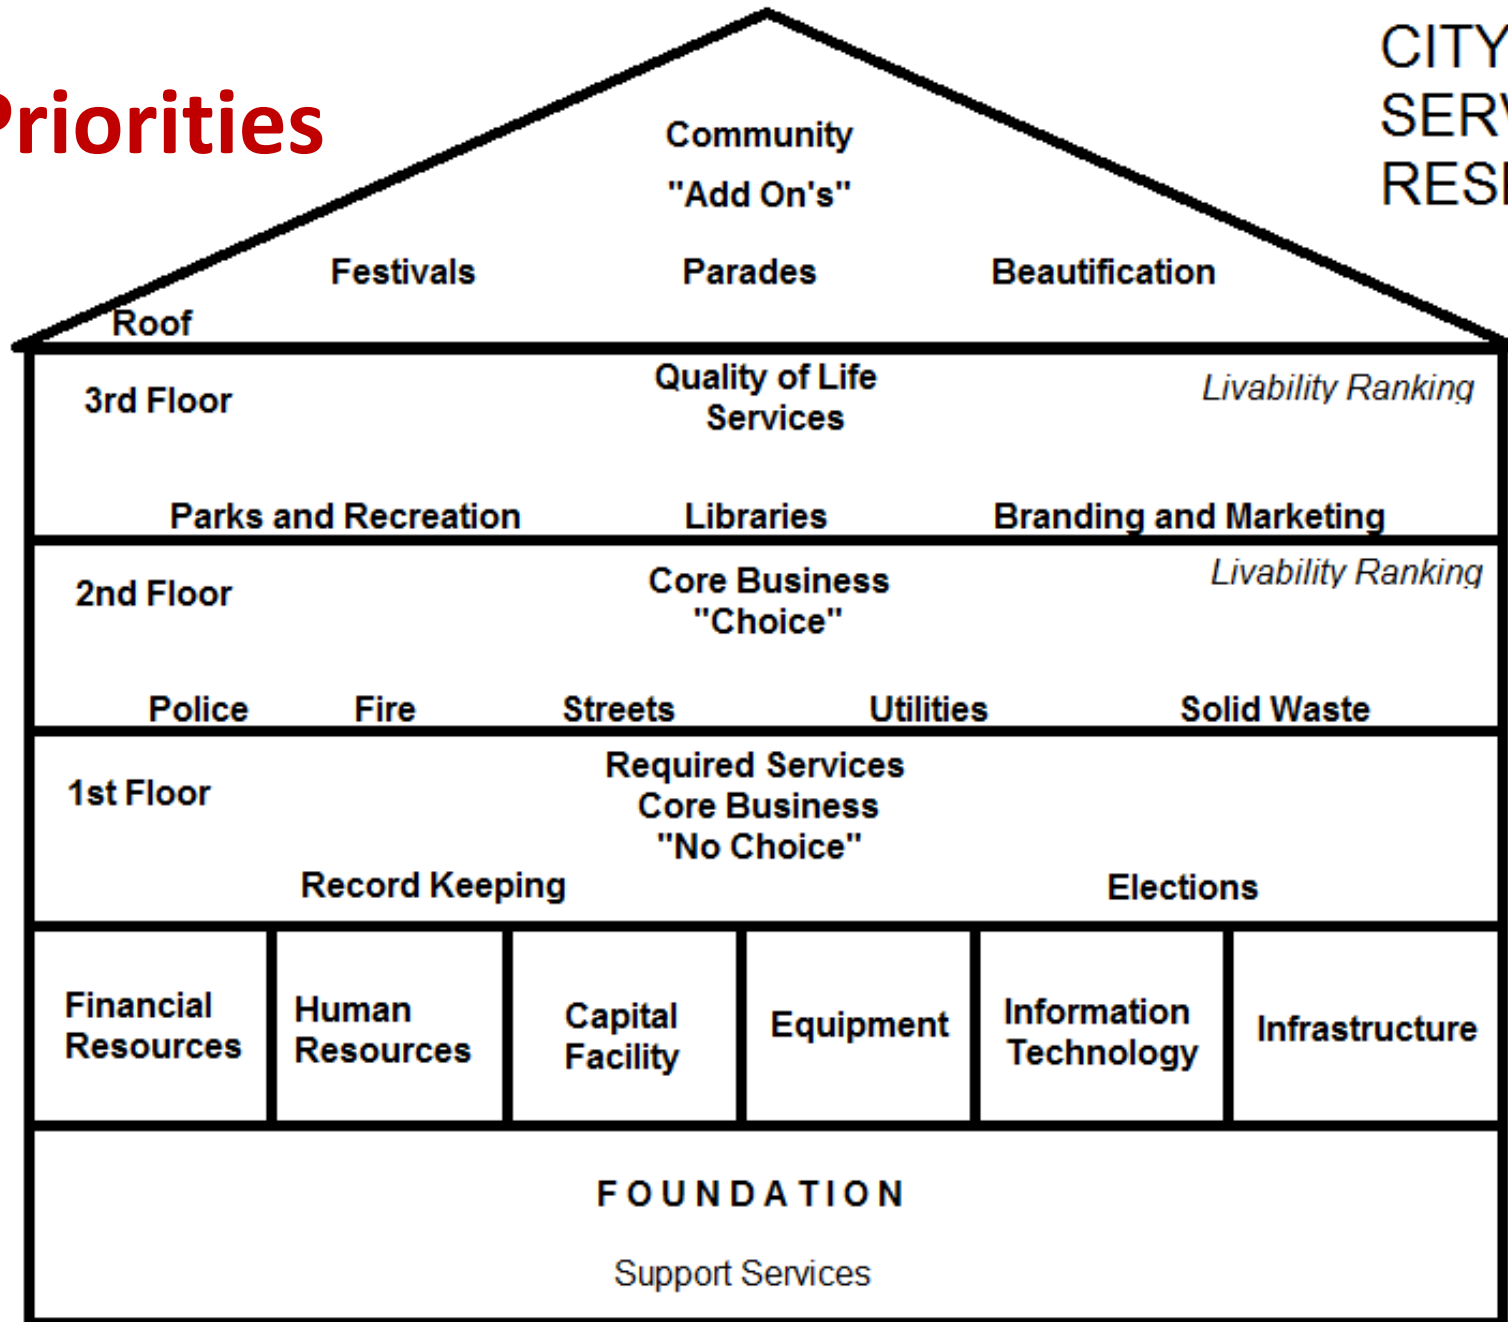 Priorities
CITY
Community
"Add On's"
Festivals Parades Beautification
Roof
3rd Floor
Quality of Life
Services
Livability Ranking
Parks and Recreation Libraries Branding and Marketing
2nd Floor
Core Business
"Choice"
Livability Ranking
Police Fire Streets Utilities Solid Waste
1st Floor
Required Services
Core Business
"No Choice"
Record Keeping Elections
Financial
Resources
Human
Resources
Capital
Facility
Equipment
Information
Technology
Infrastructure
FOUNDATION
Support Services